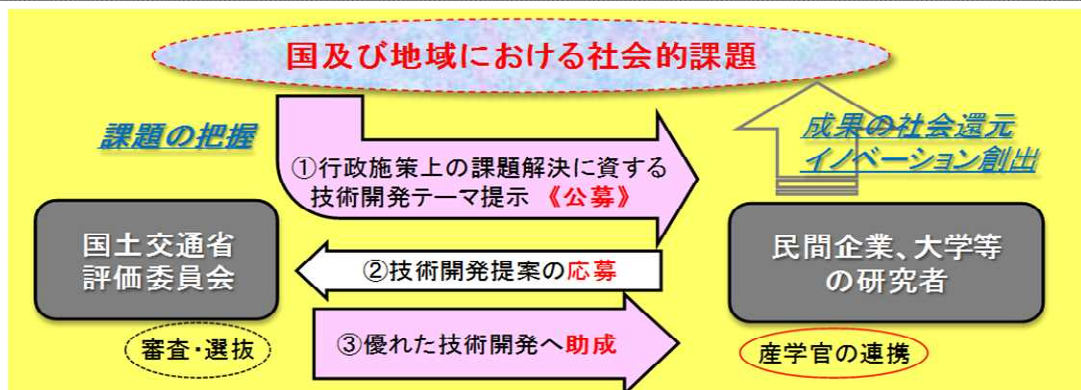 国及び地域における社会的課題
課題の把握
①行政施策上の課題解決に資する
技術開発テーマ提示 《公募》
成果の社会還元
イノベーション創出
国土交通省
評価委員会
②技術開発提案の応募
民間企業、大学等
の研究者
審査・選抜
③優れた技術開発へ助成
産学官の連携